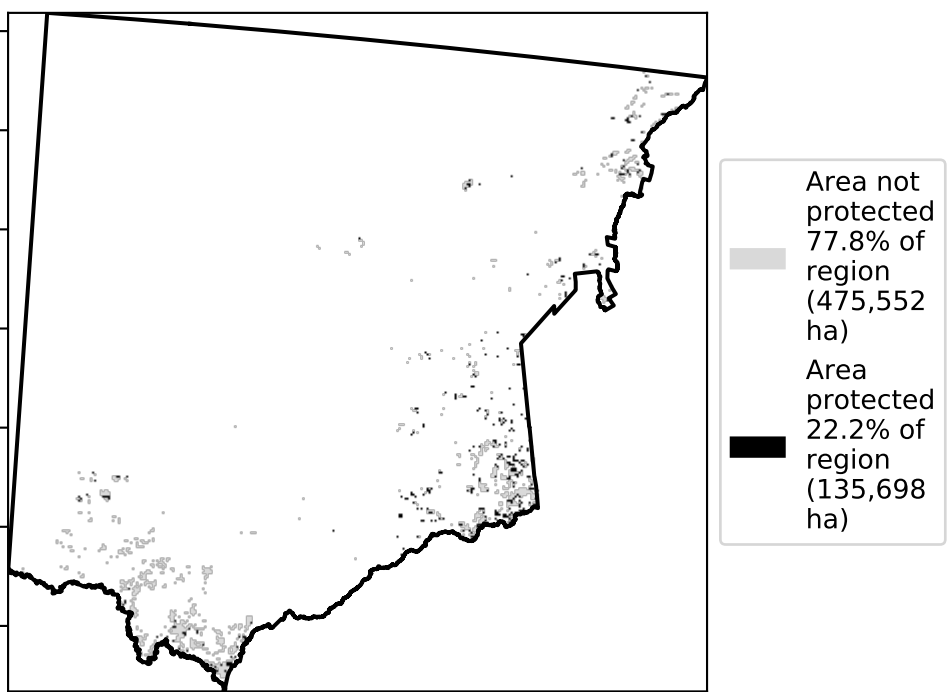 Area not
protected
77.8% of
region
(475,552
ha)
Area
protected
22.2% of
region
(135,698
ha)